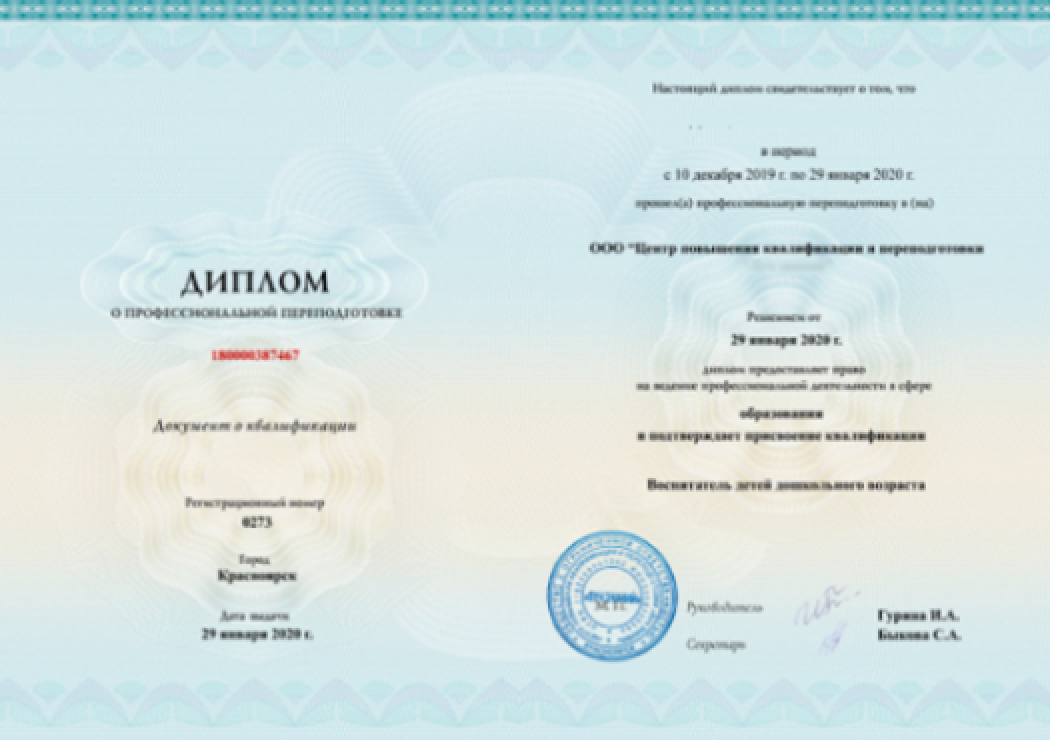 ДИПЛОМ
О ПРОФЕССИОНАЛЬНОЙ ПЕРЕПОДГОТОВКЕ
180000387467
Документ о квалификации
Регистрационный номер
0273
Город
Красноярск
Дата выдачи
29 января 2020 г.
Настоящий диплом свидетельствует о том, что
в период
с 10 декабря 2019 г. по 29 января 2020 г.
прошел(а) профессиональную переподготовку в (на)
ООО "Центр повышения квалификации и переподготовки
Решением от
29 января 2020 г.
диплом предоставляет право
на ведение профессиональной деятельности в сфере
образования
и подтверждает присвоение квалификации
Воспитатель детей дошкольного возраста
М.П.
Руководитель
Гурина И.А.
Секретарь
Быкова С.А.